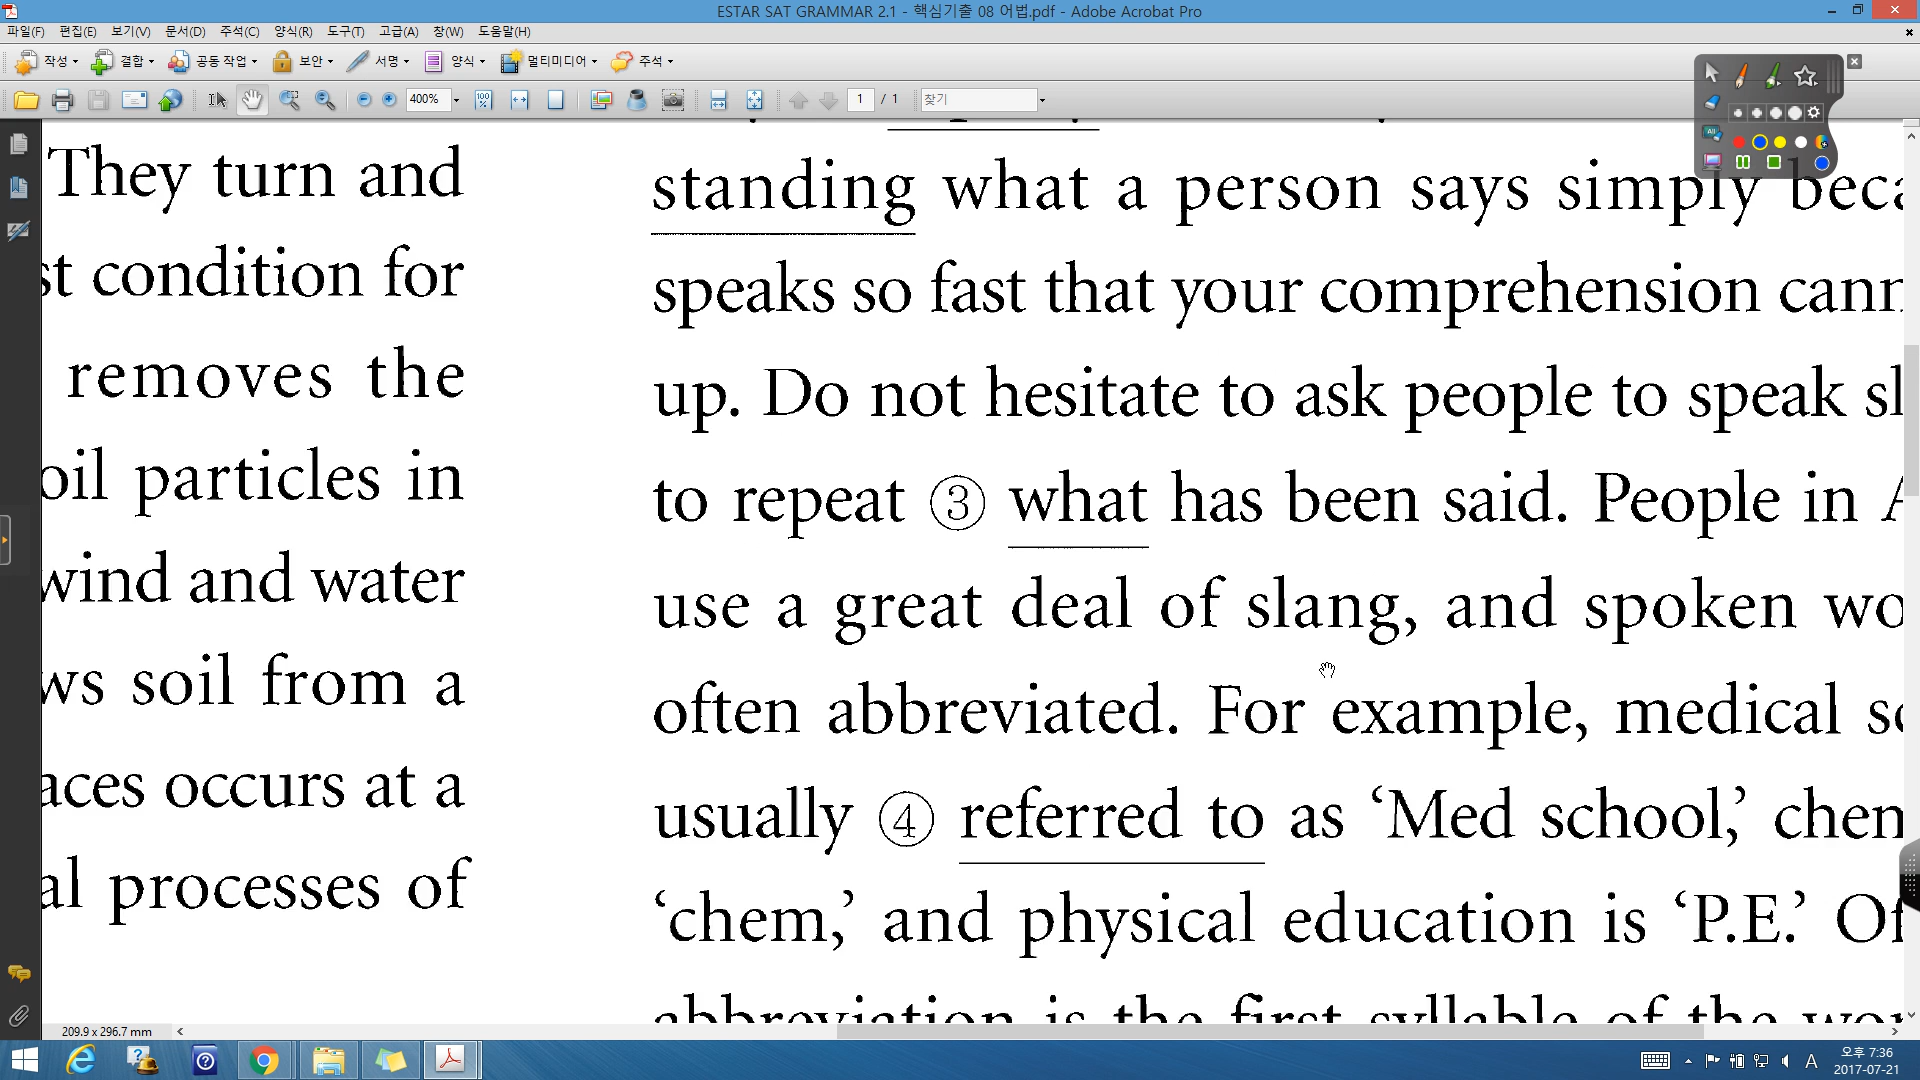 ESTAR SAT GRAMMAR 2.1 - 핵심기출 08 어법.pdf - Adobe Acrobat Pro
파일(F) 편집(E) 보기(V) 문서(D) 주석(C) 양식(R) 도구(T) 고급(A) 창(W) 도움말(H)
작성 결합 공동 작업 보안 서명 양식 멀티미디어 주석
400% 1 / 1 찾기
They turn and
st condition for
removes the
oil particles in
wind and water
ws soil from a
aces occurs at a
al processes of
standing what a person says simply beca
speaks so fast that your comprehension cann
up. Do not hesitate to ask people to speak sl
to repeat ③ what has been said. People in A
use a great deal of slang, and spoken wo
often abbreviated. For example, medical sc
usually ④ referred to as ‘Med school,’ chem
‘chem,’ and physical education is ‘P.E.’ Of
abbreviation is the first syllable of the wor
209.9 x 296.7 mm
A
오후 7:36
2017-07-21